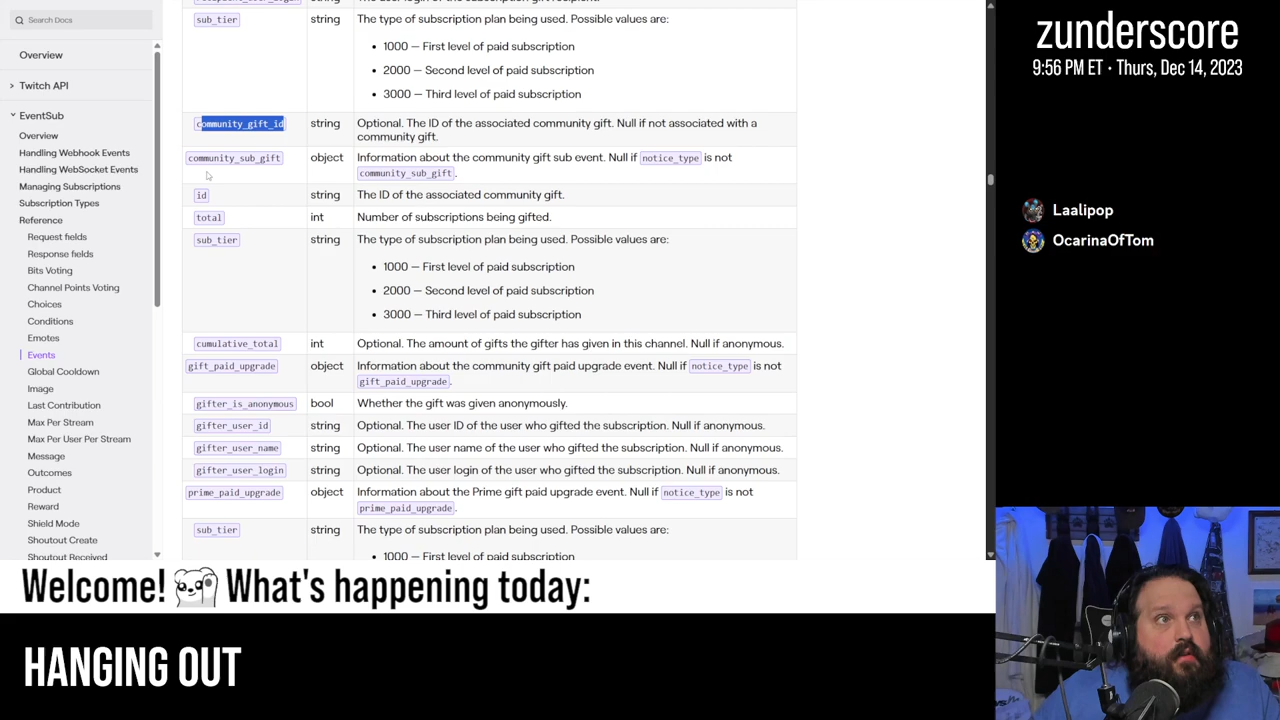 Search Docs
Overview
> Twitch API
EventSub
Overview
Handling Webhook Events
Handling WebSocket Events
Managing Subscriptions
Subscription Types
Reference
Request fields
Response fields
Bits Voting
Channel Points Voting
Choices
Conditions
Emotes
Events
Global Cooldown
Image
Last Contribution
Max Per Stream
Max Per User Per Stream
Message
Outcomes
Product
Reward
Shield Mode
Shoutout Create
Shoutout Received
sub_tier string The type of subscription plan being used. Possible values are:
• 1000 — First level of paid subscription
• 2000 — Second level of paid subscription
• 3000 — Third level of paid subscription
community_gift_id string Optional. The ID of the associated community gift. Null if not associated with a
community gift.
community_sub_gift object Information about the community gift sub event. Null if notice_type is not
community_sub_gift.
id string The ID of the associated community gift.
total int Number of subscriptions being gifted.
sub_tier string The type of subscription plan being used. Possible values are:
• 1000 — First level of paid subscription
• 2000 — Second level of paid subscription
• 3000 — Third level of paid subscription
cumulative_total int Optional. The amount of gifts the gifter has given in this channel. Null if anonymous.
gift_paid_upgrade object Information about the community gift paid upgrade event. Null if notice_type is not
gift_paid_upgrade.
gifter_is_anonymous bool Whether the gift was given anonymously.
gifter_user_id string Optional. The user ID of the user who gifted the subscription. Null if anonymous.
gifter_user_name string Optional. The user name of the user who gifted the subscription. Null if anonymous.
gifter_user_login string Optional. The user login of the user who gifted the subscription. Null if anonymous.
prime_paid_upgrade object Information about the Prime gift paid upgrade event. Null if notice_type is not
prime_paid_upgrade.
sub_tier string The type of subscription plan being used. Possible values are:
• 1000 — First level of paid subscription
zunderscore
9:56 PM ET • Thurs, Dec 14, 2023
Laalipop
OcarinaOfTom
Welcome! What's happening today:
HANGING OUT